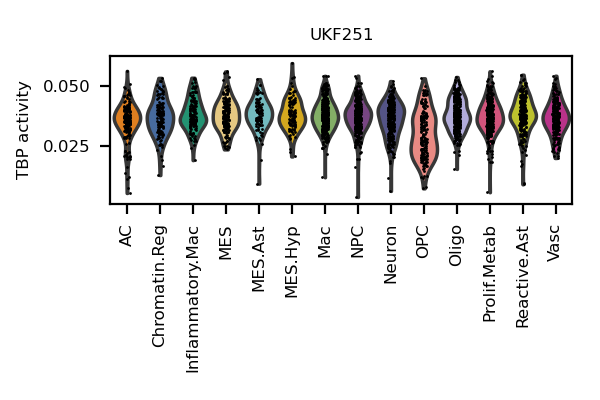 UKF251
TBP activity
0.050
0.025
AC
Chromatin.Reg
Inflammatory.Mac
MES
MES.Ast
MES.Hyp
Mac
NPC
Neuron
OPC
Oligo
Prolif.Metab
Reactive.Ast
Vasc